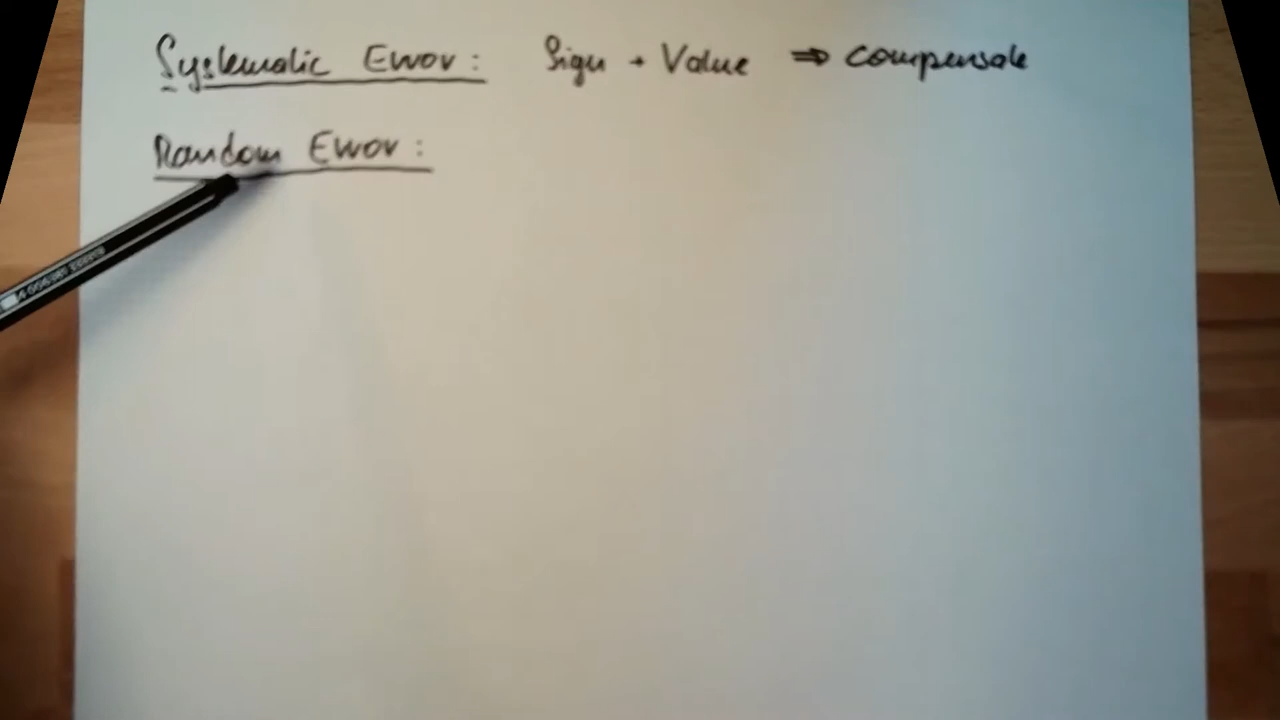 Systematic Error: Sign + Value ⇒ compensate
Random Error: